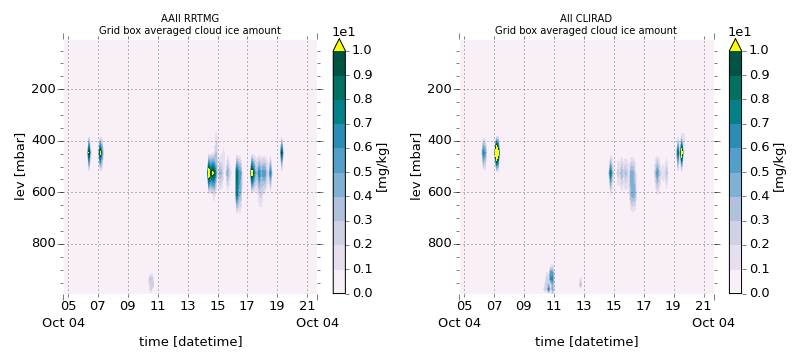 AAll RRTMG
Grid box averaged cloud ice amount
1e1
1.0
0.9
0.8
0.7
0.6
0.5
0.4
0.3
0.2
0.1
0.0
[mg/kg]
200
400
600
800
lev [mbar]
05 07 09 11 13 15 17 19 21
Oct 04 Oct 04
time [datetime]
All CLIRAD
Grid box averaged cloud ice amount
1e1
1.0
0.9
0.8
0.7
0.6
0.5
0.4
0.3
0.2
0.1
0.0
[mg/kg]
200
400
600
800
lev [mbar]
05 07 09 11 13 15 17 19 21
Oct 04 Oct 04
time [datetime]